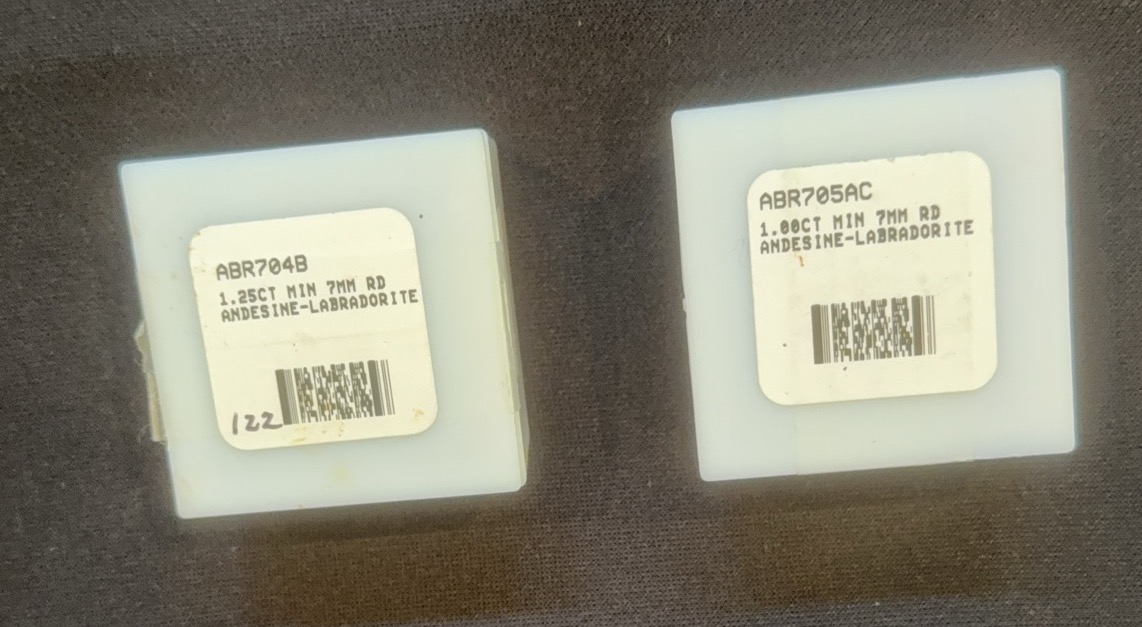 ABR704B
1.25CT MIN 7MM RD
ANDESINE-LABRADORITE
122
ABR705AC
1.00CT MIN 7MM RD
ANDESINE-LABRADORITE